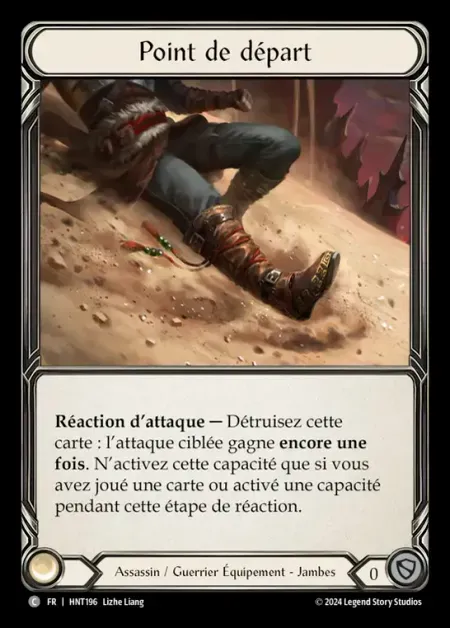 Point de départ
Réaction d'attaque — Détruisez cette
carte : l'attaque ciblée gagne encore une
fois. N'activez cette capacité que si vous
avez joué une carte ou activé une capacité
pendant cette étape de réaction.
Assassin / Guerrier Équipement - Jambes
0
C FR | HNT196 Lizhe Liang
© 2024 Legend Story Studios